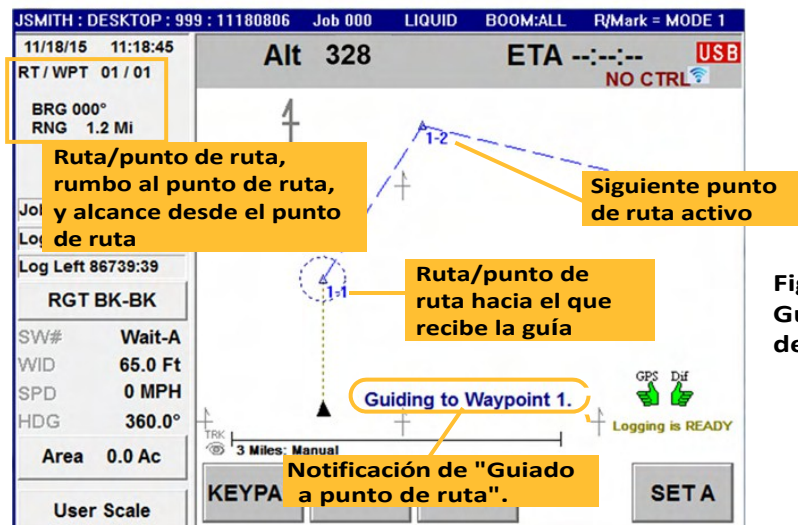 JSMITH : DESKTOP : 999 : 11180806 Job 000 LIQUID BOOM:ALL R/Mark = MODE 1
11/18/15 11:18:45
RT / WPT 01 / 01
BRG 000°
RNG 1.2 Mi
Alt 328 ETA --:--:-- USB
NO CTRL
1-2
Ruta/punto de ruta,
rumbo al punto de ruta,
y alcance desde el punto
de ruta
Siguiente punto
de ruta activo
Log Left 86739:39
RGT BK-BK
1-1
Ruta/punto de
ruta hacia el que
recibe la guía
SW# Wait-A
WID 65.0 Ft
SPD 0 MPH
HDG 360.0°
Area 0.0 Ac
User Scale
Guiding to Waypoint 1.
GPS Dif
Logging is READY
TRK
3 Miles: Manual
Notificación de "Guiado
a punto de ruta".
KEYPA
SET A